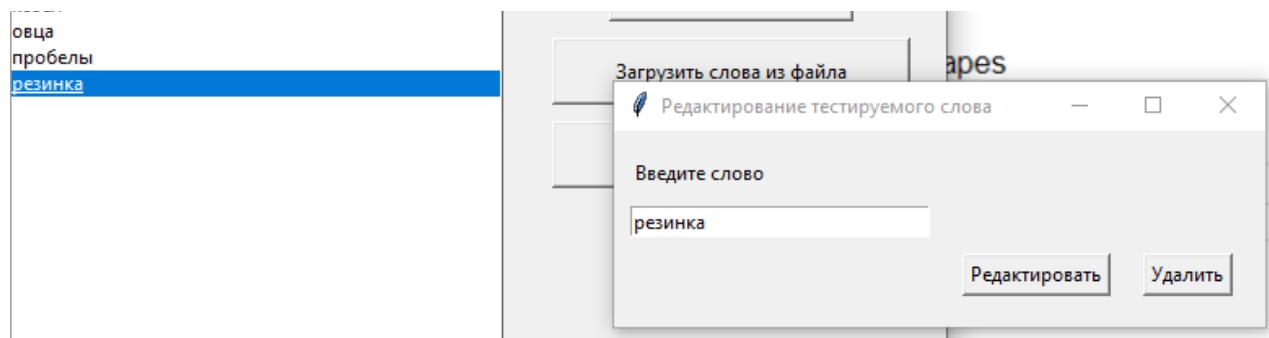 овца
пробелы
резинка
Загрузить слова из файла
apes
Редактирование тестируемого слова
Введите слово
резинка
Редактировать
Удалить